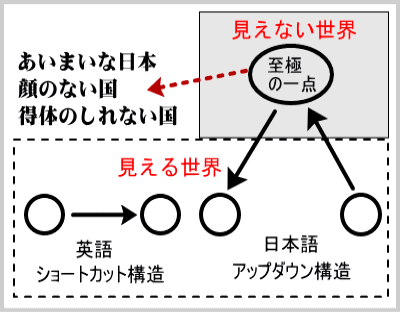 見えない世界
あいまいな日本
顔のない国
得体のしれない国
至極
の一点
見える世界
英語
ショートカット構造
日本語
アップダウン構造